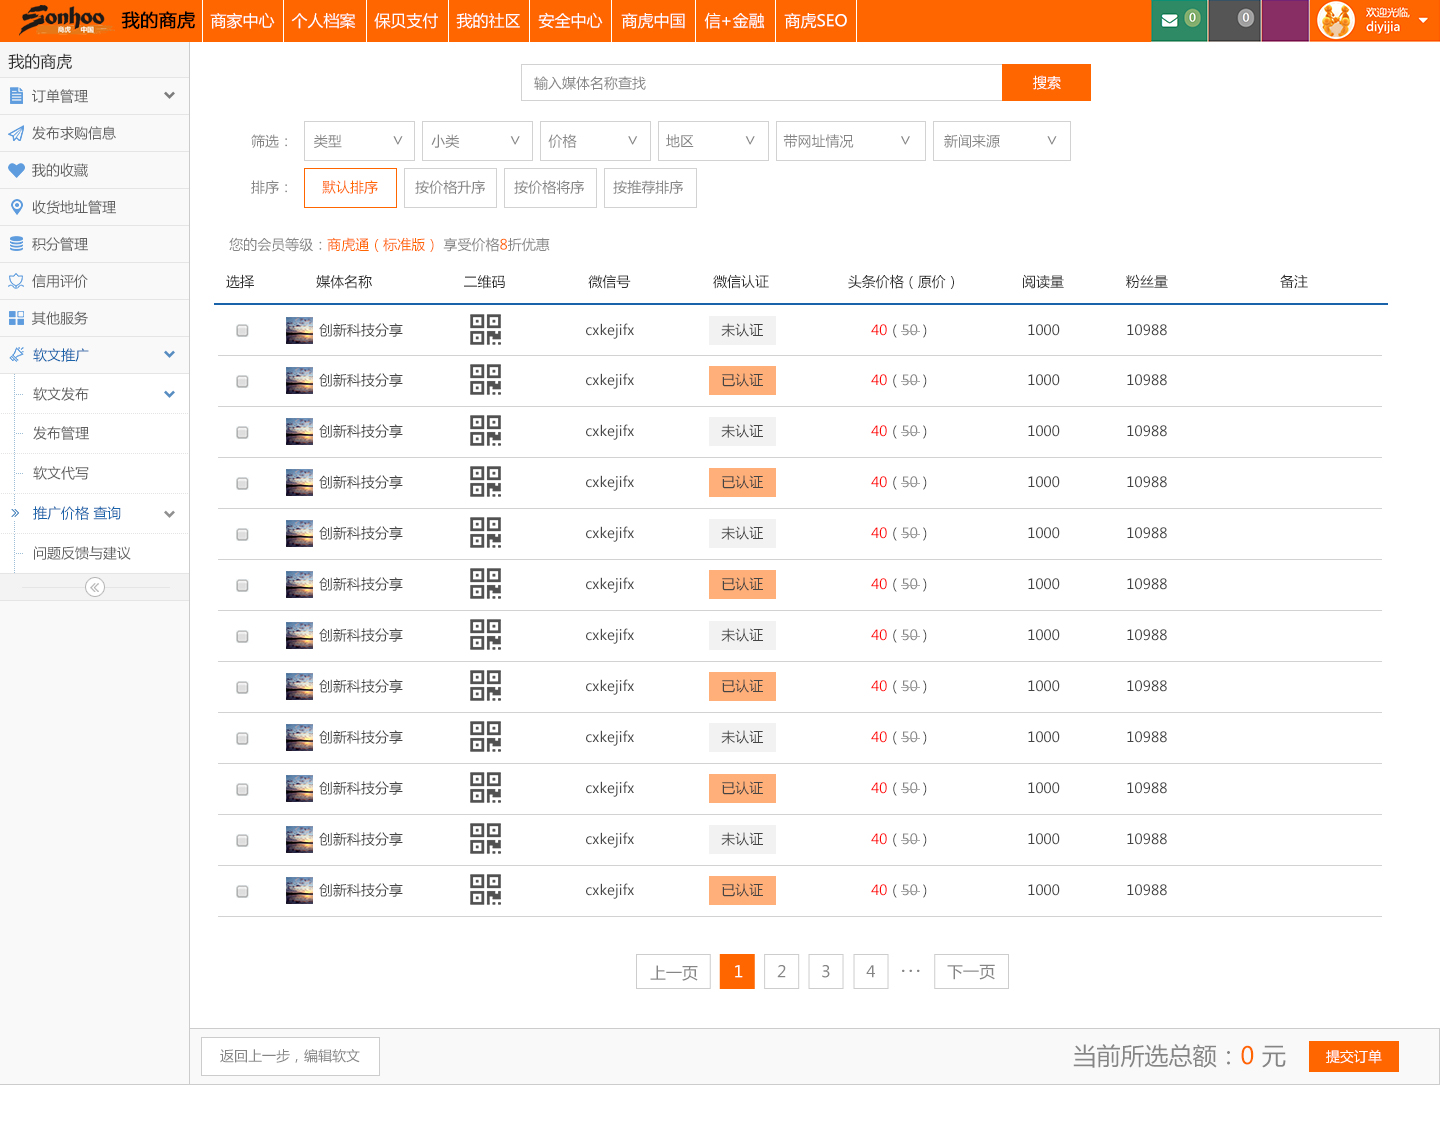 Sonhoo 商虎 中国 我的商虎 商家中心 个人档案 保贝支付 我的社区 安全中心 商虎中国 信+金融 商虎SEO 0 0 欢迎光临, diyijia
我的商虎
订单管理
发布求购信息
我的收藏
收货地址管理
积分管理
信用评价
其他服务
软文推广
软文发布
发布管理
软文代写
推广价格 查询
问题反馈与建议
输入媒体名称查找 搜索
筛选： 类型 小类 价格 地区 带网址情况 新闻来源
排序： 默认排序 按价格升序 按价格将序 按推荐排序
您的会员等级：商虎通（标准版） 享受价格8折优惠
选择 媒体名称 二维码 微信号 微信认证 头条价格（原价） 阅读量 粉丝量 备注
创新科技分享 cxkejifx 未认证 40（50） 1000 10988
创新科技分享 cxkejifx 已认证 40（50） 1000 10988
创新科技分享 cxkejifx 未认证 40（50） 1000 10988
创新科技分享 cxkejifx 已认证 40（50） 1000 10988
创新科技分享 cxkejifx 未认证 40（50） 1000 10988
创新科技分享 cxkejifx 已认证 40（50） 1000 10988
创新科技分享 cxkejifx 未认证 40（50） 1000 10988
创新科技分享 cxkejifx 已认证 40（50） 1000 10988
创新科技分享 cxkejifx 未认证 40（50） 1000 10988
创新科技分享 cxkejifx 已认证 40（50） 1000 10988
创新科技分享 cxkejifx 未认证 40（50） 1000 10988
创新科技分享 cxkejifx 已认证 40（50） 1000 10988
上一页 1 2 3 4 ··· 下一页
返回上一步，编辑软文 当前所选总额：0 元 提交订单